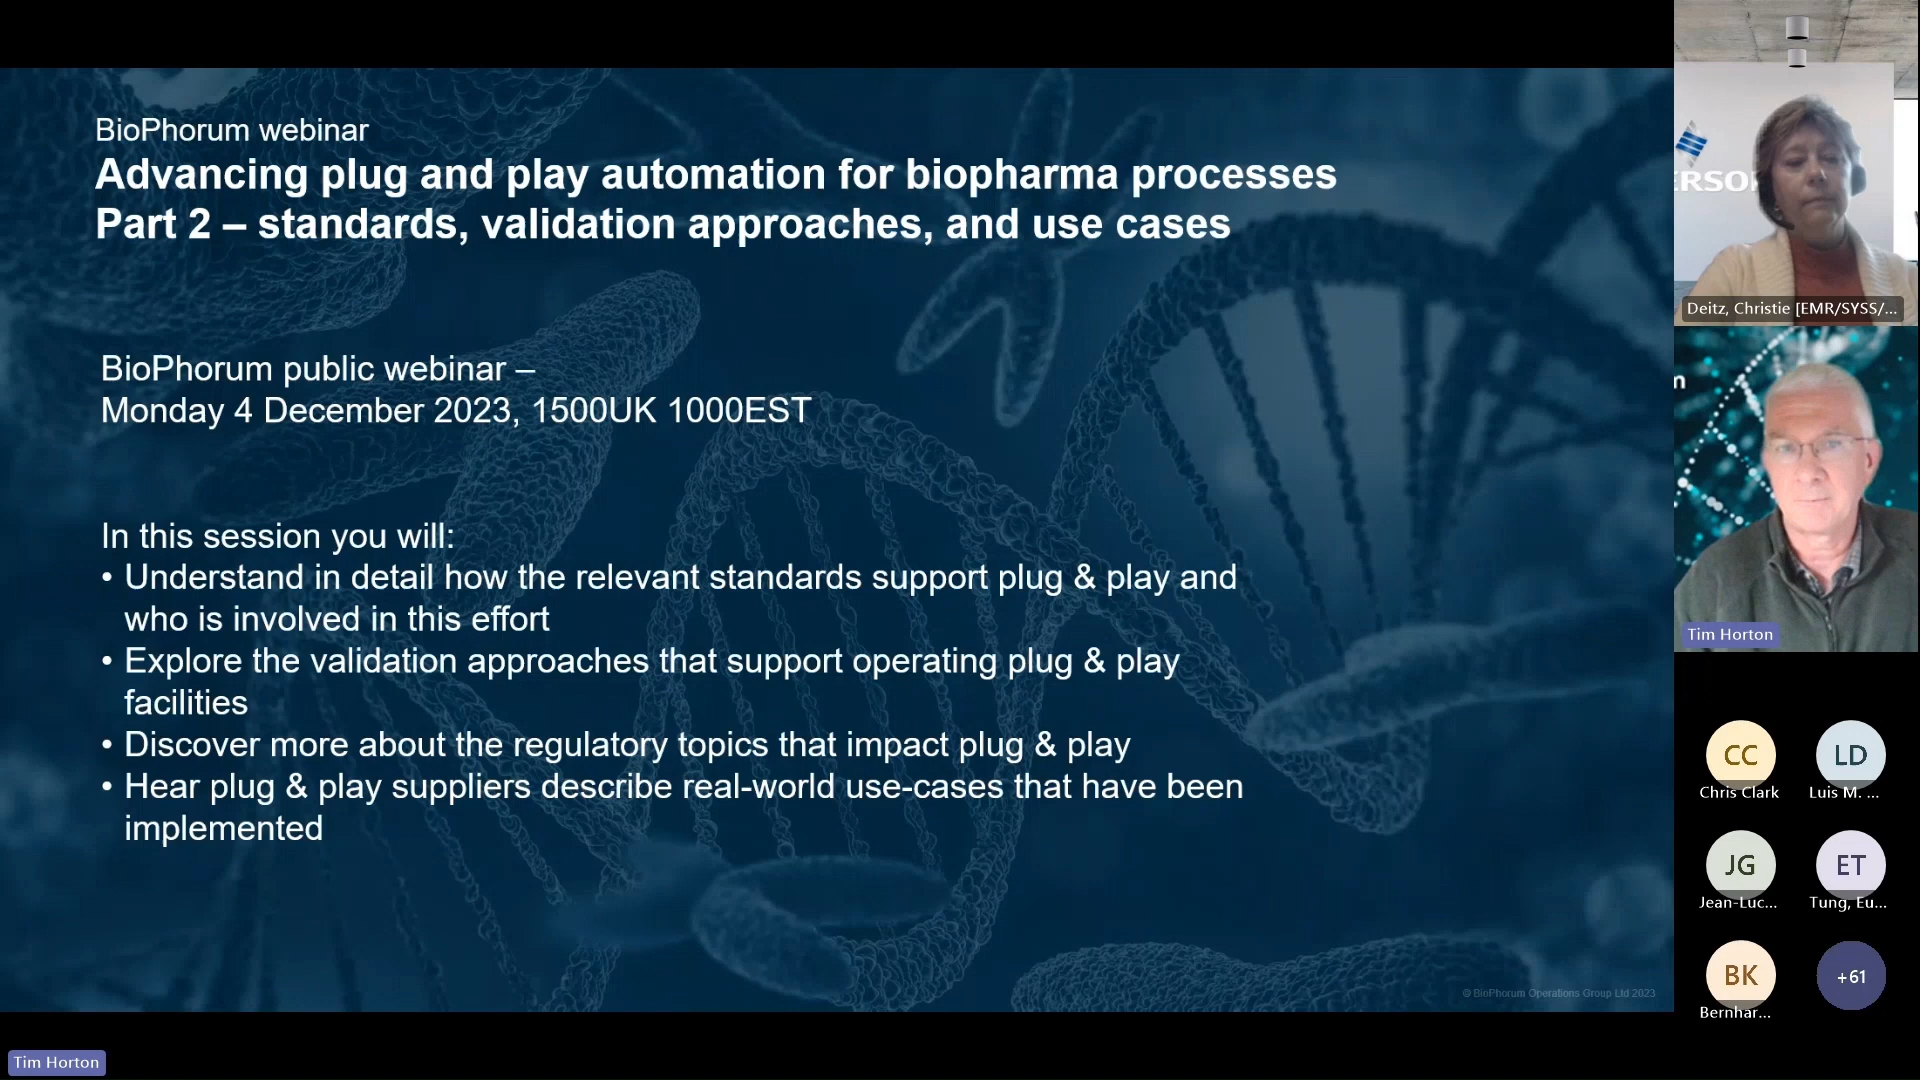 BioPhorum webinar
Advancing plug and play automation for biopharma processes
Part 2 – standards, validation approaches, and use cases
BioPhorum public webinar –
Monday 4 December 2023, 1500UK 1000EST
In this session you will:
• Understand in detail how the relevant standards support plug & play and
who is involved in this effort
• Explore the validation approaches that support operating plug & play
facilities
• Discover more about the regulatory topics that impact plug & play
• Hear plug & play suppliers describe real-world use-cases that have been
implemented
© BioPhorum Operations Group Ltd 2023
Tim Horton
ERSO
Deitz, Christie [EMR/SYSS/...
n
Tim Horton
CC
LD
Chris Clark
Luis M. ...
JG
ET
Jean-Luc...
Tung, Eu...
BK
+61
Bernhar...